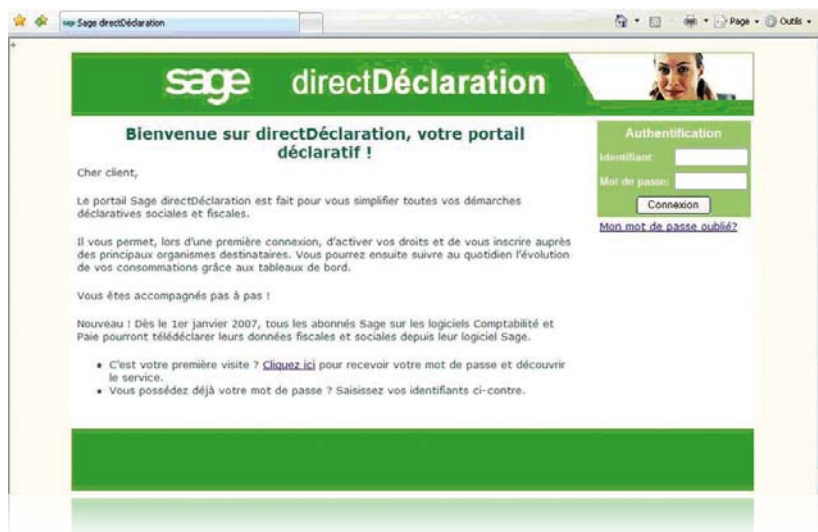 Sage directDéclaration
Page
Outils
sage directDéclaration
Bienvenue sur directDéclaration, votre portail
déclaratif !
Cher client,
Le portail Sage directDéclaration est fait pour vous simplifier toutes vos démarches
déclaratives sociales et fiscales.
Il vous permet, lors d'une première connexion, d'activer vos droits et de vous inscrire auprès
des principaux organismes destinataires. Vous pourrez ensuite suivre au quotidien l'évolution
de vos consommations grâce aux tableaux de bord.
Vous êtes accompagnés pas à pas !
Nouveau ! Dès le 1er janvier 2007, tous les abonnés Sage sur les logiciels Comptabilité et
Paie pourront télédéclarer leurs données fiscales et sociales depuis leur logiciel Sage.
• C'est votre première visite ? Cliquez ici pour recevoir votre mot de passe et découvrir
le service.
• Vous possédez déjà votre mot de passe ? Saisissez vos identifiants ci-contre.
Authentification
Identifiant:
Mot de passe:
Connexion
Mon mot de passe oublié?